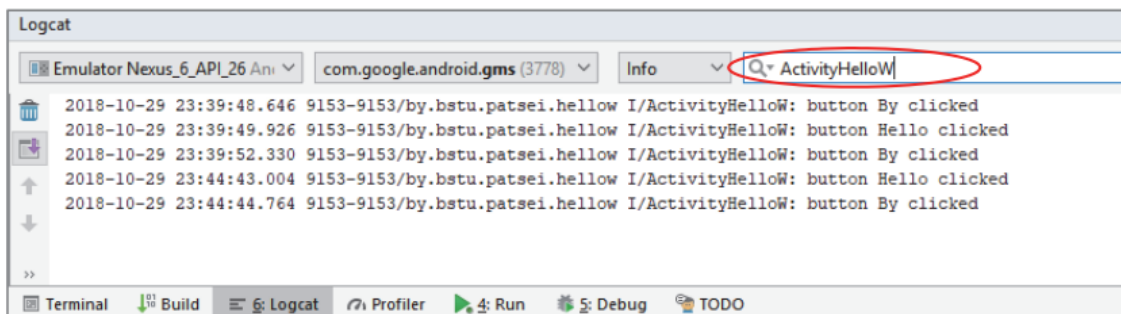 Logcat
Emulator Nexus_6_API_26 An com.google.android.gms (3778) Info ActivityHelloW
2018-10-29 23:39:48.646 9153-9153/by.bstu.patsei.hellow I/ActivityHelloW: button By clicked
2018-10-29 23:39:49.926 9153-9153/by.bstu.patsei.hellow I/ActivityHelloW: button Hello clicked
2018-10-29 23:39:52.330 9153-9153/by.bstu.patsei.hellow I/ActivityHelloW: button By clicked
2018-10-29 23:44:43.004 9153-9153/by.bstu.patsei.hellow I/ActivityHelloW: button Hello clicked
2018-10-29 23:44:44.764 9153-9153/by.bstu.patsei.hellow I/ActivityHelloW: button By clicked
>>
Terminal Build 6: Logcat Profiler 4: Run 5: Debug TODO